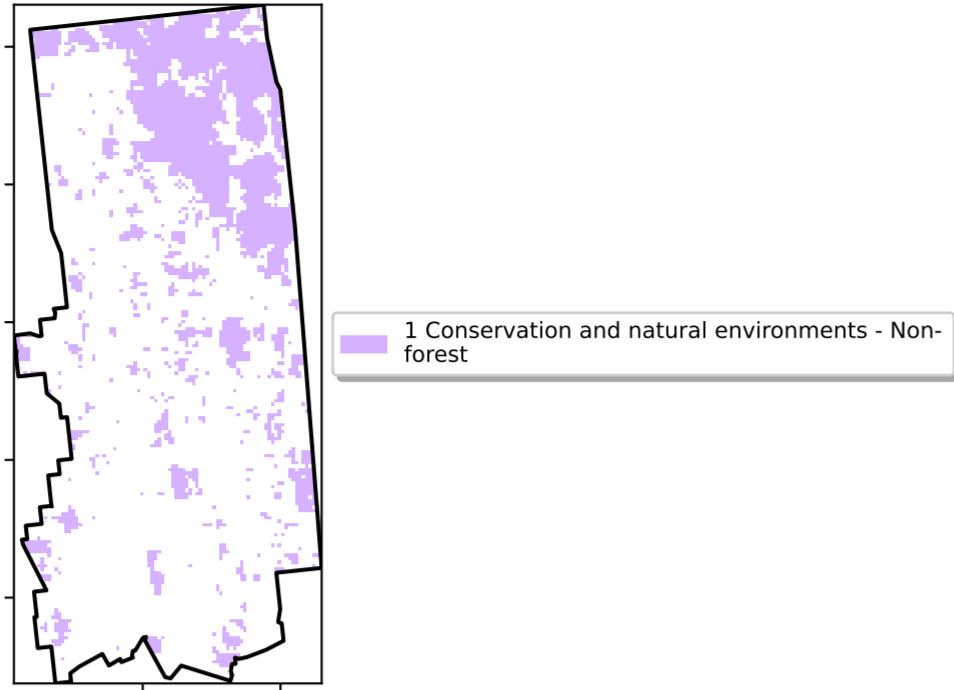 1 Conservation and natural environments - Non-
forest